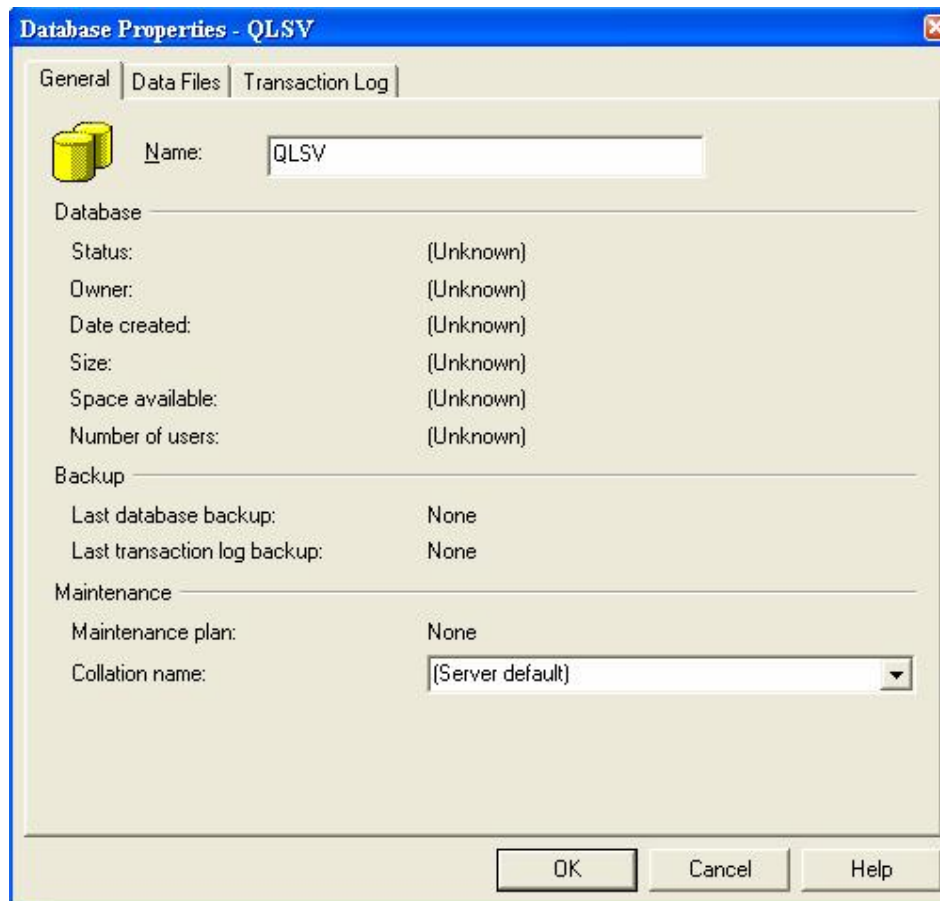 Database Properties - QLSV
General Data Files Transaction Log
Name: QLSV
Database
Status: (Unknown)
Owner: (Unknown)
Date created: (Unknown)
Size: (Unknown)
Space available: (Unknown)
Number of users: (Unknown)
Backup
Last database backup: None
Last transaction log backup: None
Maintenance
Maintenance plan: None
Collation name: (Server default)
OK Cancel Help